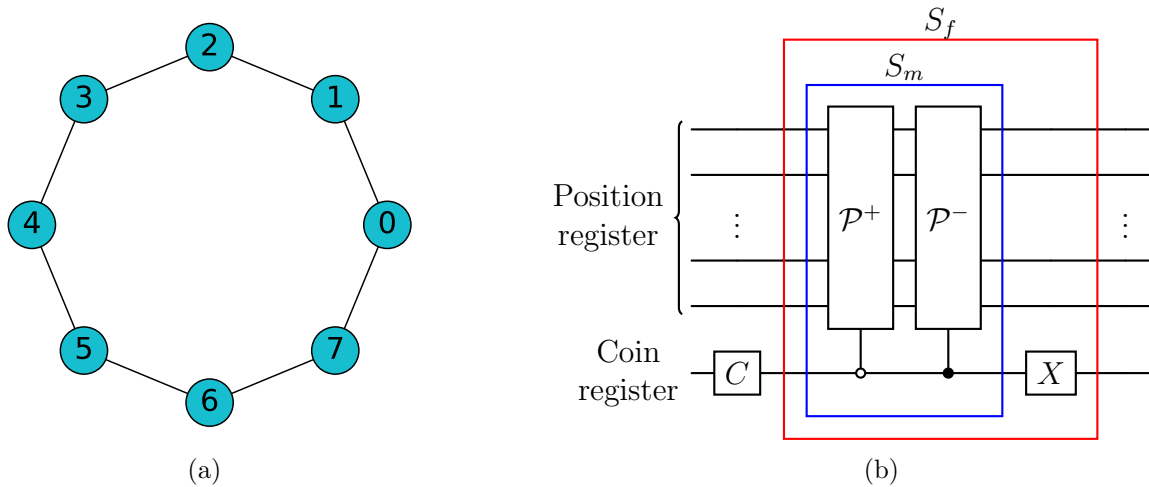 2
3
1
4
0
5
7
6
(a)
S_f
S_m
Position
register
⋮
𝒫⁺
𝒫⁻
⋮
Coin
register
C
X
(b)